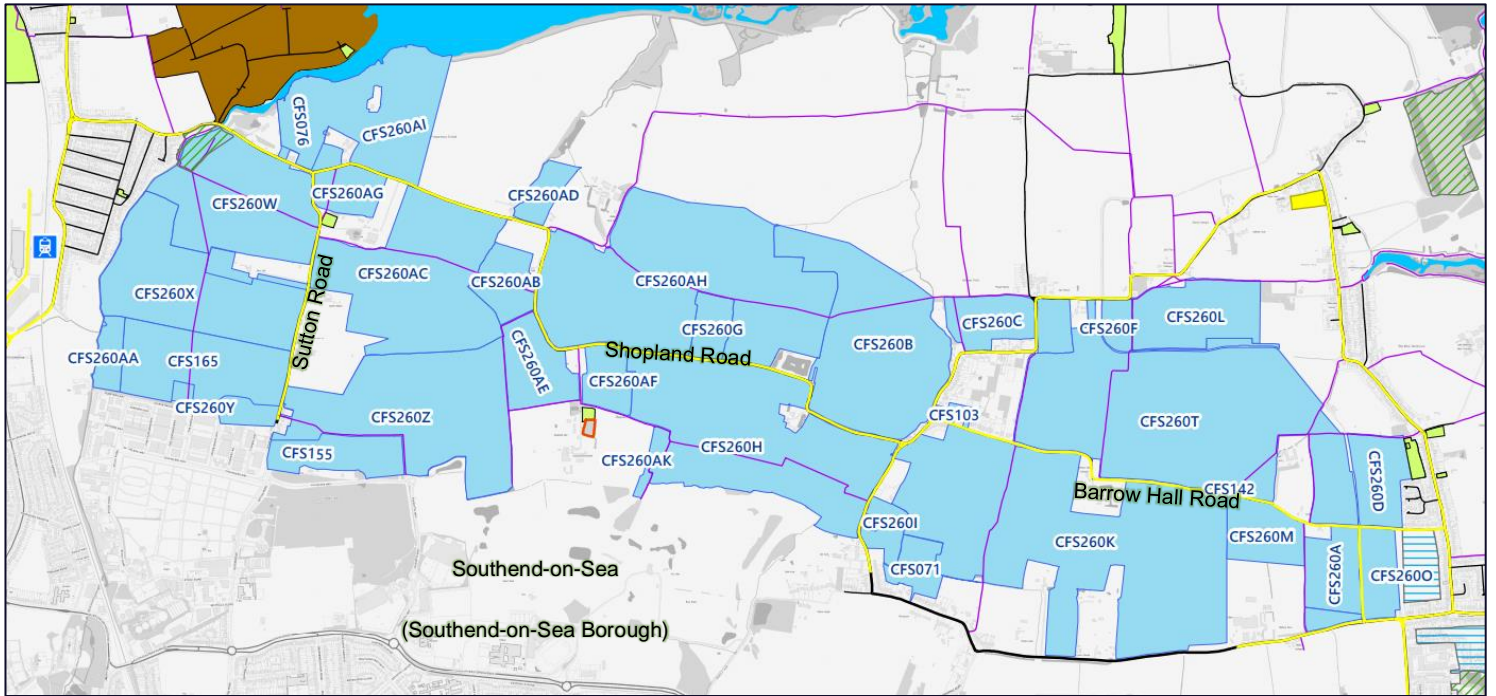 CFS076
CFS260AI
CFS260AG
CFS260AD
CFS260W
CFS260AC
CFS260AB
CFS260AH
CFS260X
Sutton Road
CFS260G
CFS260B
CFS260C
CFS260F
CFS260L
CFS260AA
CFS165
CFS260AE
Shopland Road
CFS260AF
CFS260Y
CFS260Z
CFS103
CFS260T
CFS155
CFS260AK
CFS260H
CFS142
CFS260D
Barrow Hall Road
CFS260I
CFS260K
CFS260M
CFS071
CFS260A
CFS260O
Southend-on-Sea
(Southend-on-Sea Borough)